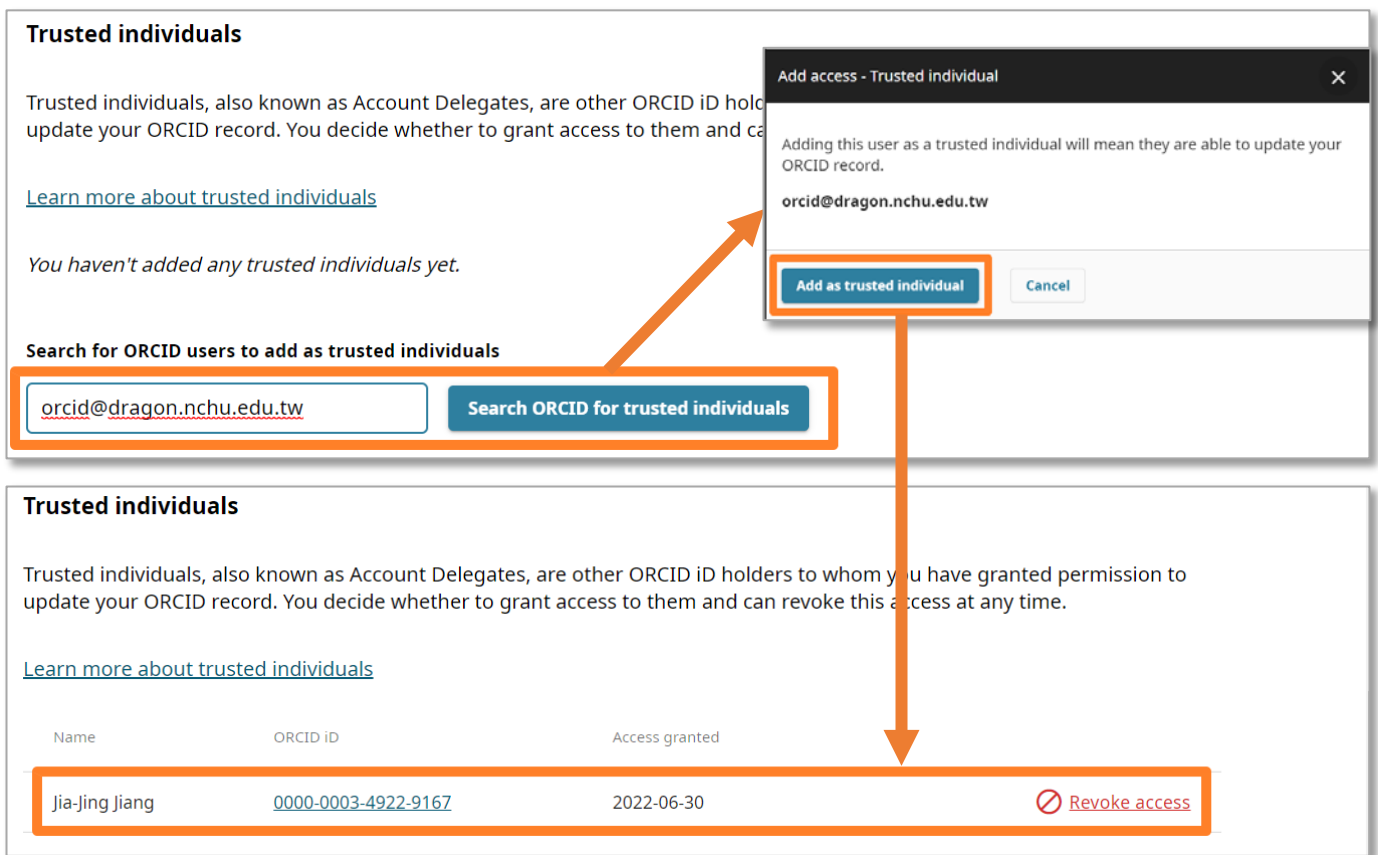 Trusted individuals
Trusted individuals, also known as Account Delegates, are other ORCID iD
update your ORCID record. You decide whether to grant access to them and
Learn more about trusted individuals
You haven't added any trusted individuals yet.
Search for ORCID users to add as trusted individuals
orcid@dragon.nchu.edu.tw
Search ORCID for trusted individuals
Add access - Trusted individual
Adding this user as a trusted individual will mean they are able to update your
ORCID record.
orcid@dragon.nchu.edu.tw
Add as trusted individual
Cancel
Trusted individuals
Trusted individuals, also known as Account Delegates, are other ORCID iD holders to whom you have granted permission to
update your ORCID record. You decide whether to grant access to them and can revoke this access at any time.
Learn more about trusted individuals
Name ORCID iD Access granted
Jia-Jing Jiang 0000-0003-4922-9167 2022-06-30 Revoke access